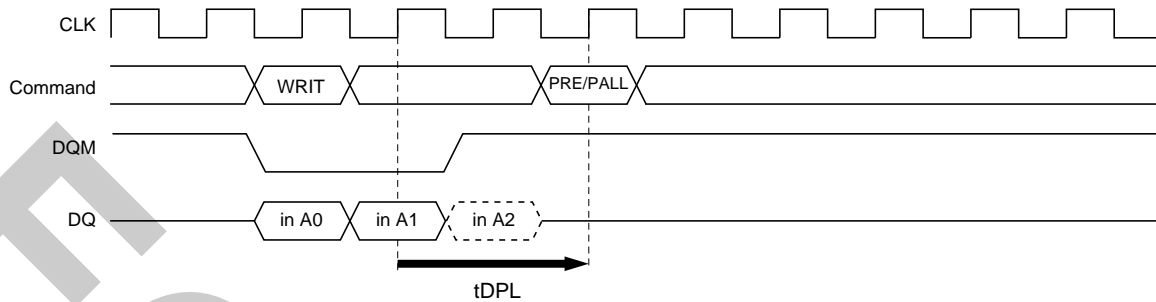 CLK
Command WRIT PRE/PALL
DQM
DQ in A0 in A1 in A2
tDPL